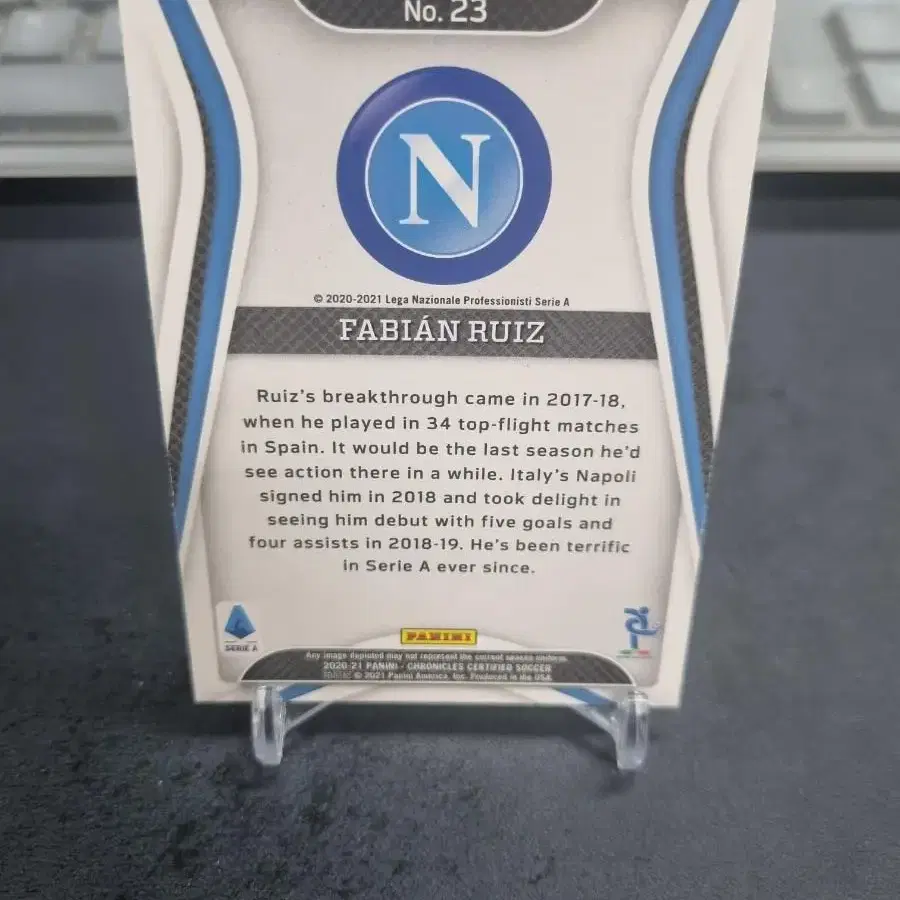 No. 23
N
© 2020-2021 Lega Nazionale Professionisti Serie A
FABIÁN RUIZ
Ruiz's breakthrough came in 2017-18,
when he played in 34 top-flight matches
in Spain. It would be the last season he'd
see action there in a while. Italy's Napoli
signed him in 2018 and took delight in
seeing him debut with five goals and
four assists in 2018-19. He's been terrific
in Serie A ever since.
SERIE A
PANINI
Any image depicted may not represent the current season uniform.
2020-21 PANINI - CHRONICLES CERTIFIED SOCCER
© 2021 Panini America, Inc. Produced in the USA.